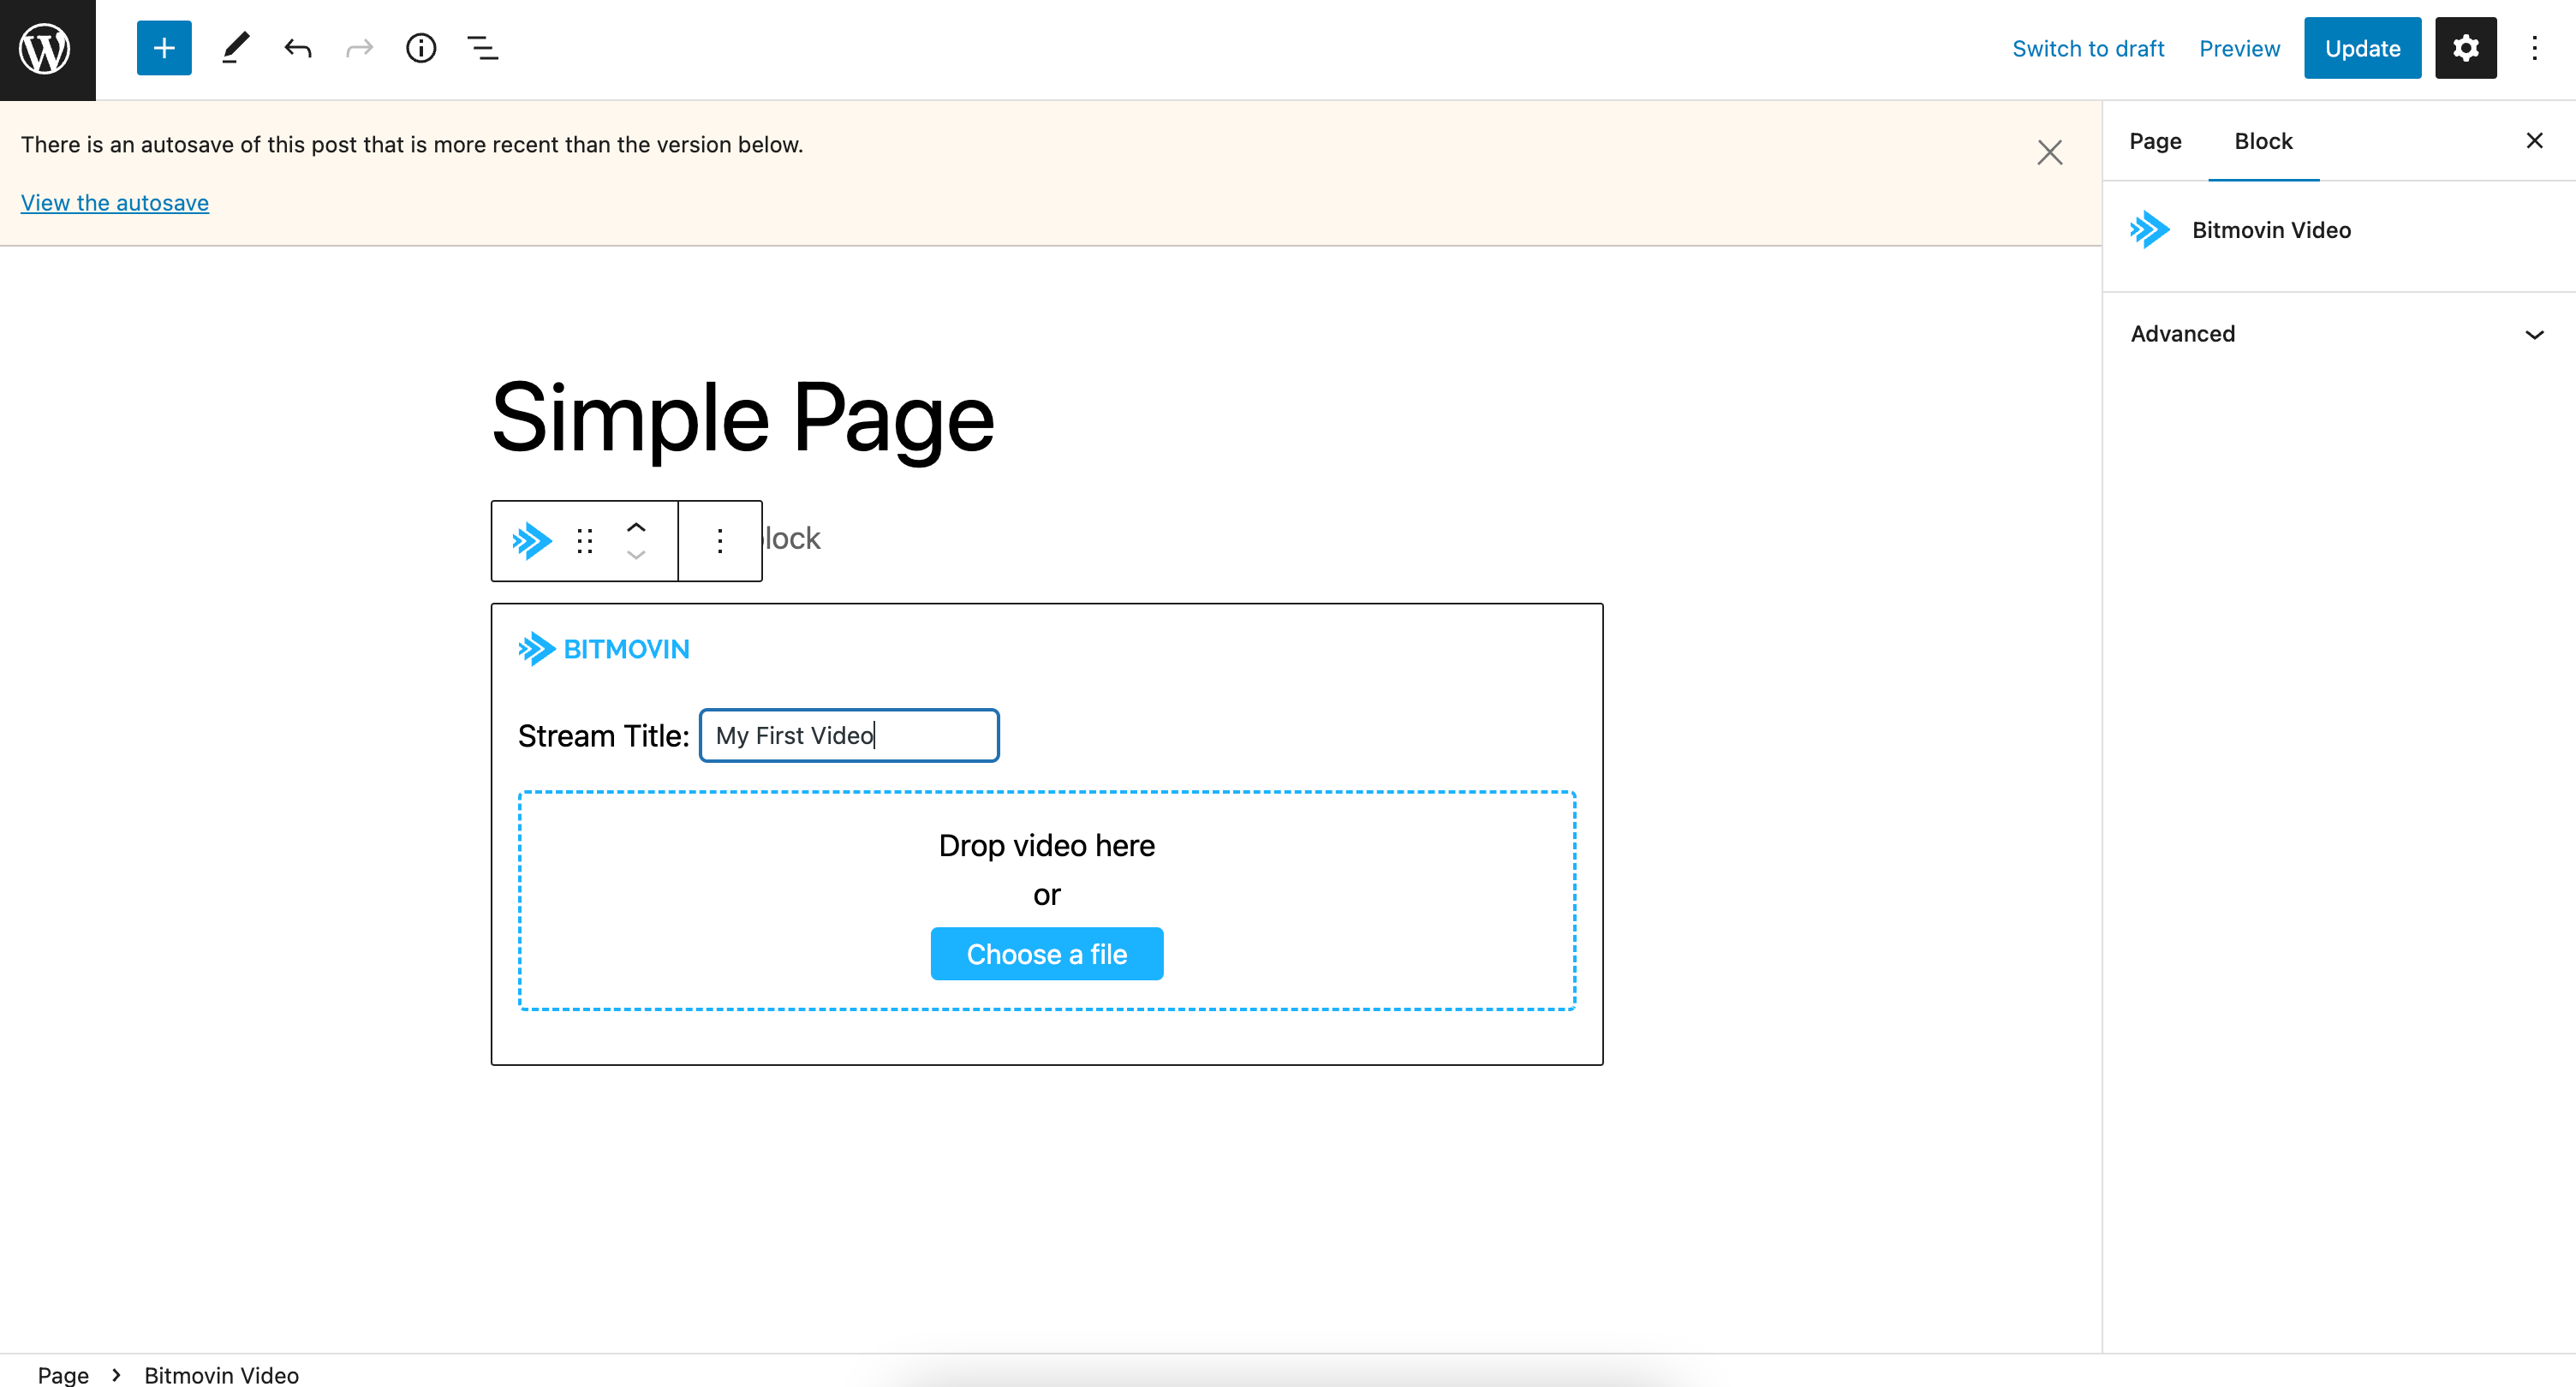 Switch to draft Preview Update
There is an autosave of this post that is more recent than the version below.
View the autosave
Page Block
Bitmovin Video
Advanced
Simple Page
lock
BITMOVIN
Stream Title: My First Video
Drop video here
or
Choose a file
Page > Bitmovin Video